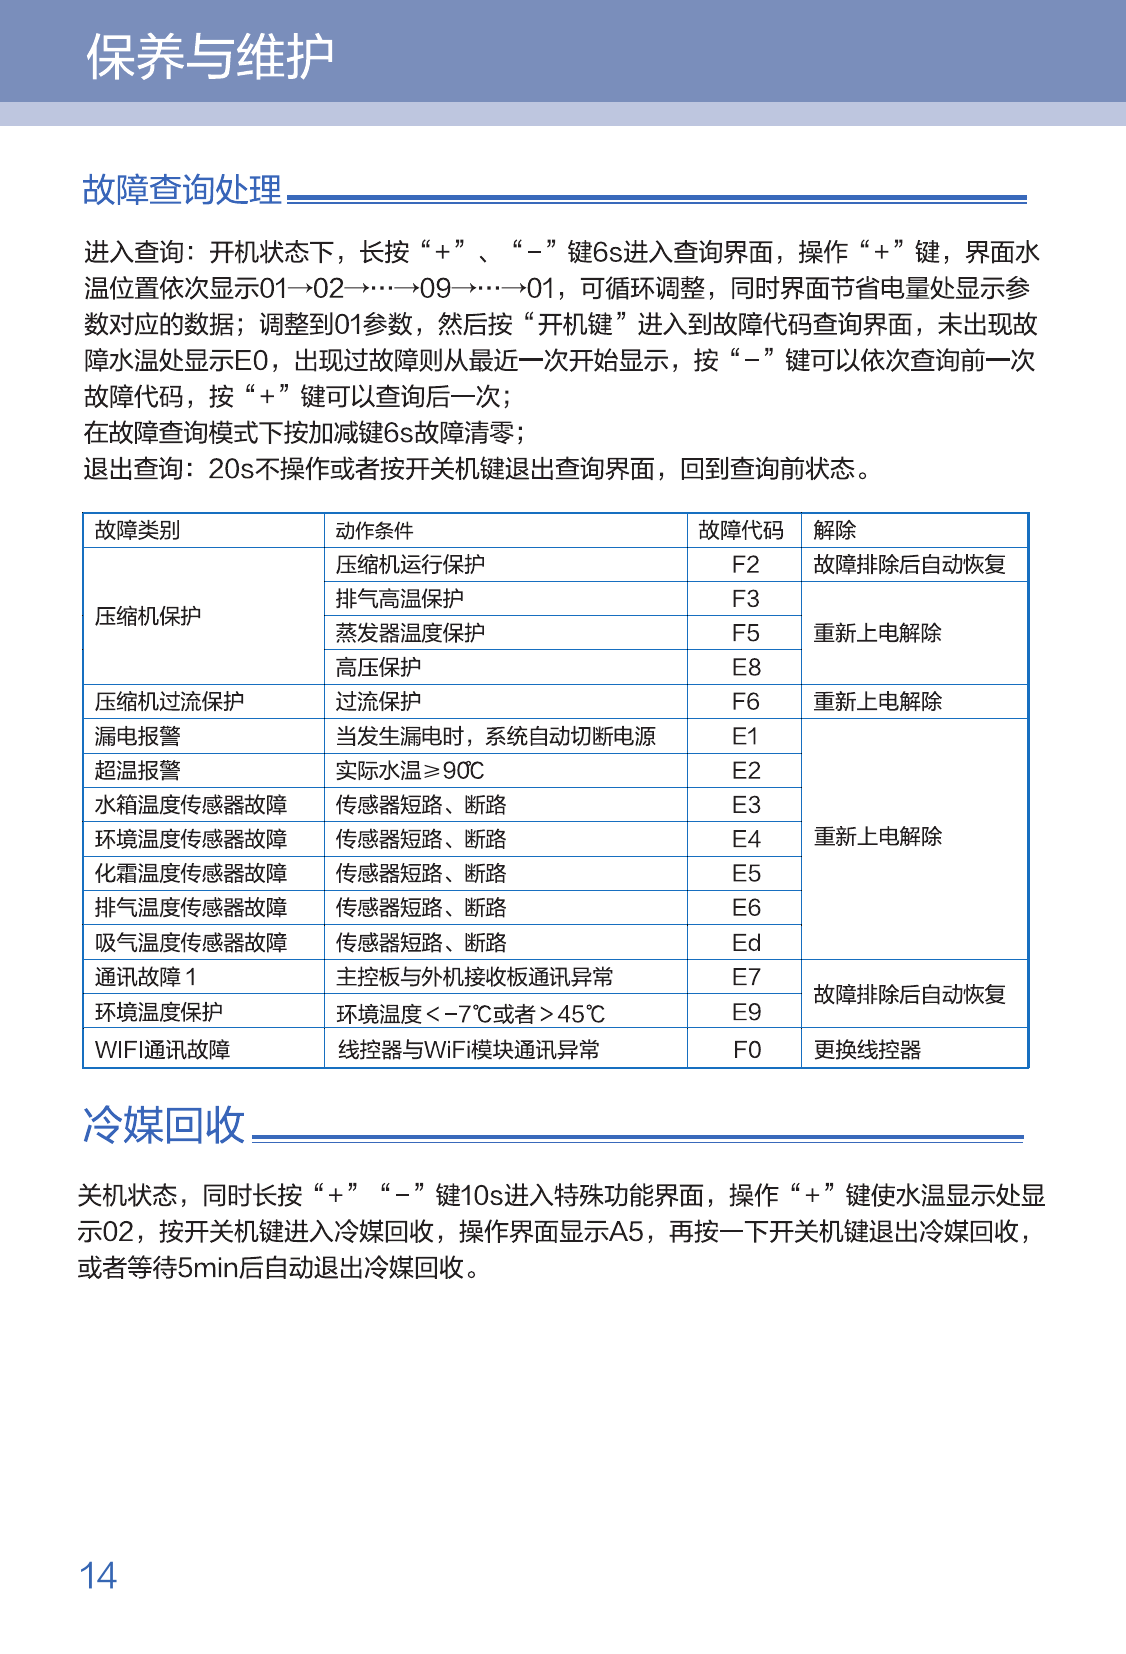 保养与维护
故障查询处理
进入查询：开机状态下，长按“+”、“-”键6s进入查询界面，操作“+”键，界面水
温位置依次显示01→02→···→09→···→01，可循环调整，同时界面节省电量处显示参
数对应的数据；调整到01参数，然后按“开机键”进入到故障代码查询界面，未出现故
障水温处显示E0，出现过故障则从最近一次开始显示，按“-”键可以依次查询前一次
故障代码，按“+”键可以查询后一次；
在故障查询模式下按加减键6s故障清零；
退出查询：20s不操作或者按开关机键退出查询界面，回到查询前状态。
故障类别 动作条件 故障代码 解除
压缩机保护 压缩机运行保护 F2 故障排除后自动恢复
排气高温保护 F3
蒸发器温度保护 F5 重新上电解除
高压保护 E8
压缩机过流保护 过流保护 F6 重新上电解除
漏电报警 当发生漏电时，系统自动切断电源 E1
超温报警 实际水温≥90℃ E2
水箱温度传感器故障 传感器短路、断路 E3
环境温度传感器故障 传感器短路、断路 E4 重新上电解除
化霜温度传感器故障 传感器短路、断路 E5
排气温度传感器故障 传感器短路、断路 E6
吸气温度传感器故障 传感器短路、断路 Ed
通讯故障1 主控板与外机接收板通讯异常 E7 故障排除后自动恢复
环境温度保护 环境温度＜-7℃或者＞45℃ E9
WIFI通讯故障 线控器与WiFi模块通讯异常 F0 更换线控器
冷媒回收
关机状态，同时长按“+”“-”键10s进入特殊功能界面，操作“+”键使水温显示处显
示02，按开关机键进入冷媒回收，操作界面显示A5，再按一下开关机键退出冷媒回收，
或者等待5min后自动退出冷媒回收。
14